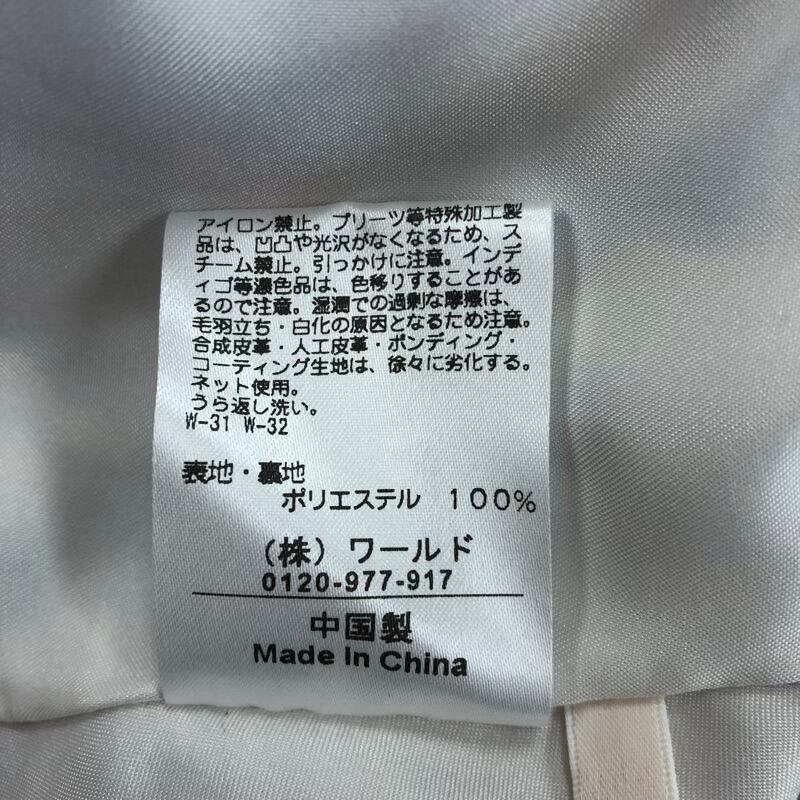 アイロン禁止。プリーツ等特殊加工製
品は、凹凸や光沢がなくなるため、ス
チーム禁止。引っかけに注意。インデ
ィゴ等濃色品は、色移りすることがあ
るので注意。湿潤での過剰な摩擦は、
毛羽立ち・白化の原因となるため注意。
合成皮革・人工皮革・ボンディング・
コーティング生地は、徐々に劣化する。
ネット使用。
うら返し洗い。
W-31 W-32
表地・裏地
ポリエステル 100%
(株) ワールド
0120-977-917
中国製
Made In China